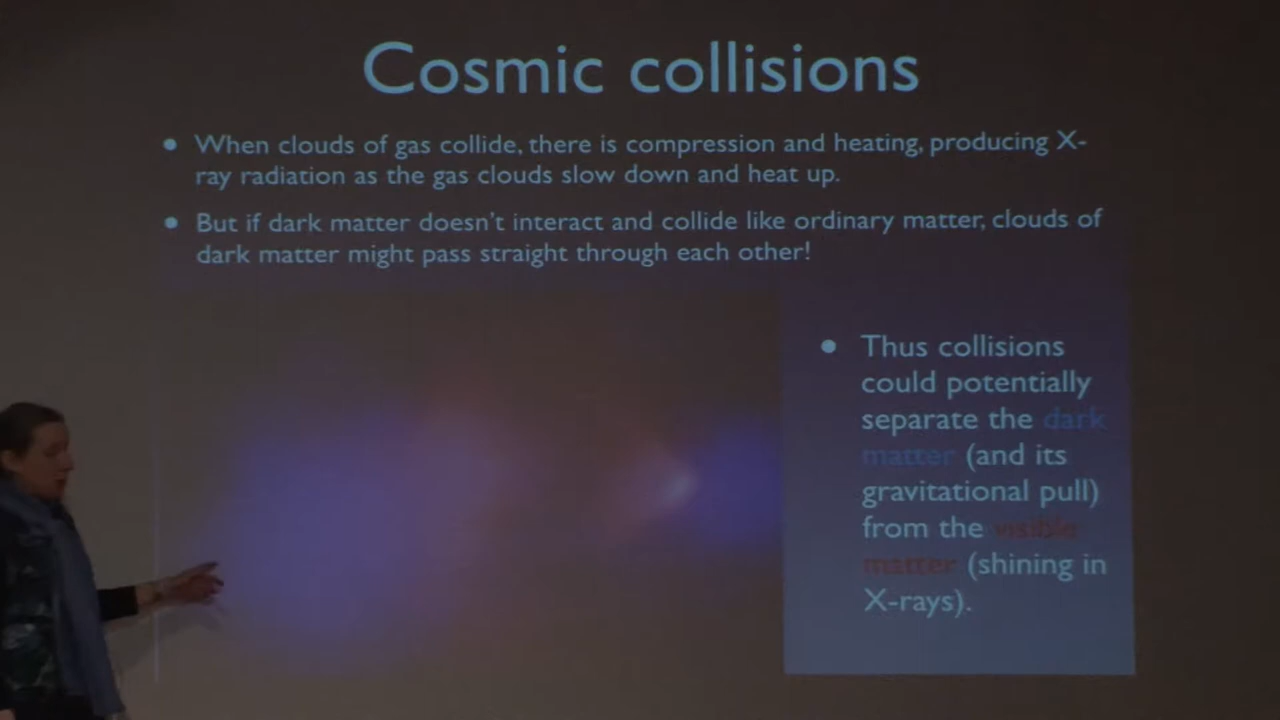 Cosmic collisions
• When clouds of gas collide, there is compression and heating, producing X-
ray radiation as the gas clouds slow down and heat up.
• But if dark matter doesn't interact and collide like ordinary matter, clouds of
dark matter might pass straight through each other!
• Thus collisions
could potentially
separate the dark
matter (and its
gravitational pull)
from the visible
matter (shining in
X-rays).